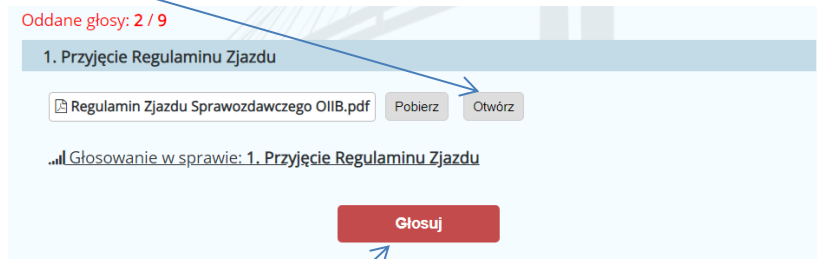 Oddane głosy: 2 / 9
1. Przyjęcie Regulaminu Zjazdu
Regulamin Zjazdu Sprawozdawczego OIIB.pdf Pobierz Otwórz
Głosowanie w sprawie: 1. Przyjęcie Regulaminu Zjazdu
Głosuj